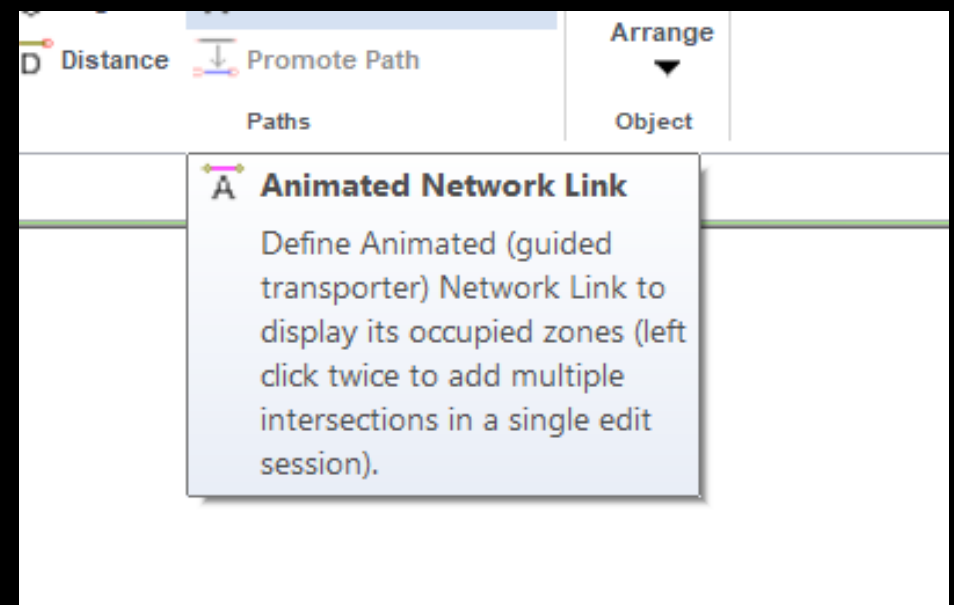 Arrange
D Distance Promote Path
Paths Object
A Animated Network Link
Define Animated (guided
transporter) Network Link to
display its occupied zones (left
click twice to add multiple
intersections in a single edit
session).